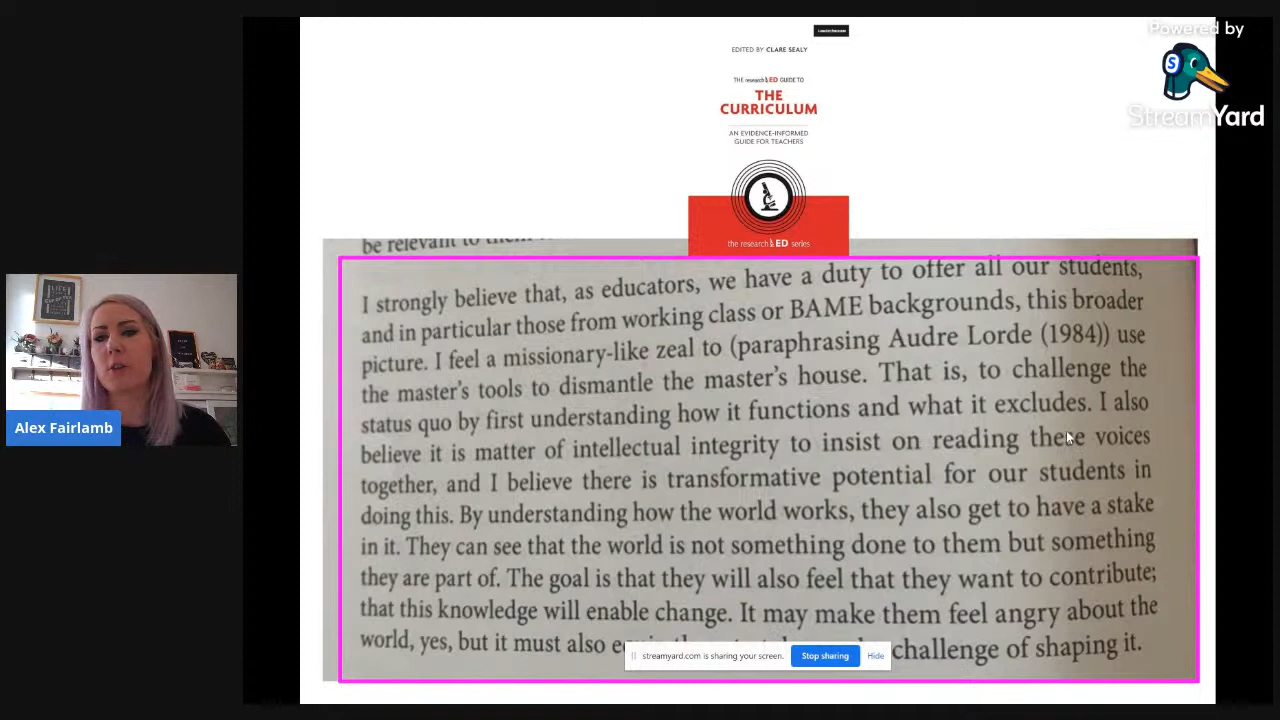 Powered by
StreamYard
EDITED BY CLARE SEALY
THE researchED GUIDE TO
THE
CURRICULUM
AN EVIDENCE-INFORMED
GUIDE FOR TEACHERS
the researchED series
be relevant to them
I strongly believe that, as educators, we have a duty to offer all our students,
and in particular those from working class or BAME backgrounds, this broader
picture. I feel a missionary-like zeal to (paraphrasing Audre Lorde (1984)) use
the master's tools to dismantle the master's house. That is, to challenge the
status quo by first understanding how it functions and what it excludes. I also
believe it is matter of intellectual integrity to insist on reading these voices
together, and I believe there is transformative potential for our students in
doing this. By understanding how the world works, they also get to have a stake
in it. They can see that the world is not something done to them but something
they are part of. The goal is that they will also feel that they want to contribute;
that this knowledge will enable change. It may make them feel angry about the
world, yes, but it must also challenge of shaping it.
streamyard.com is sharing your screen.
Stop sharing
Hide
Alex Fairlamb